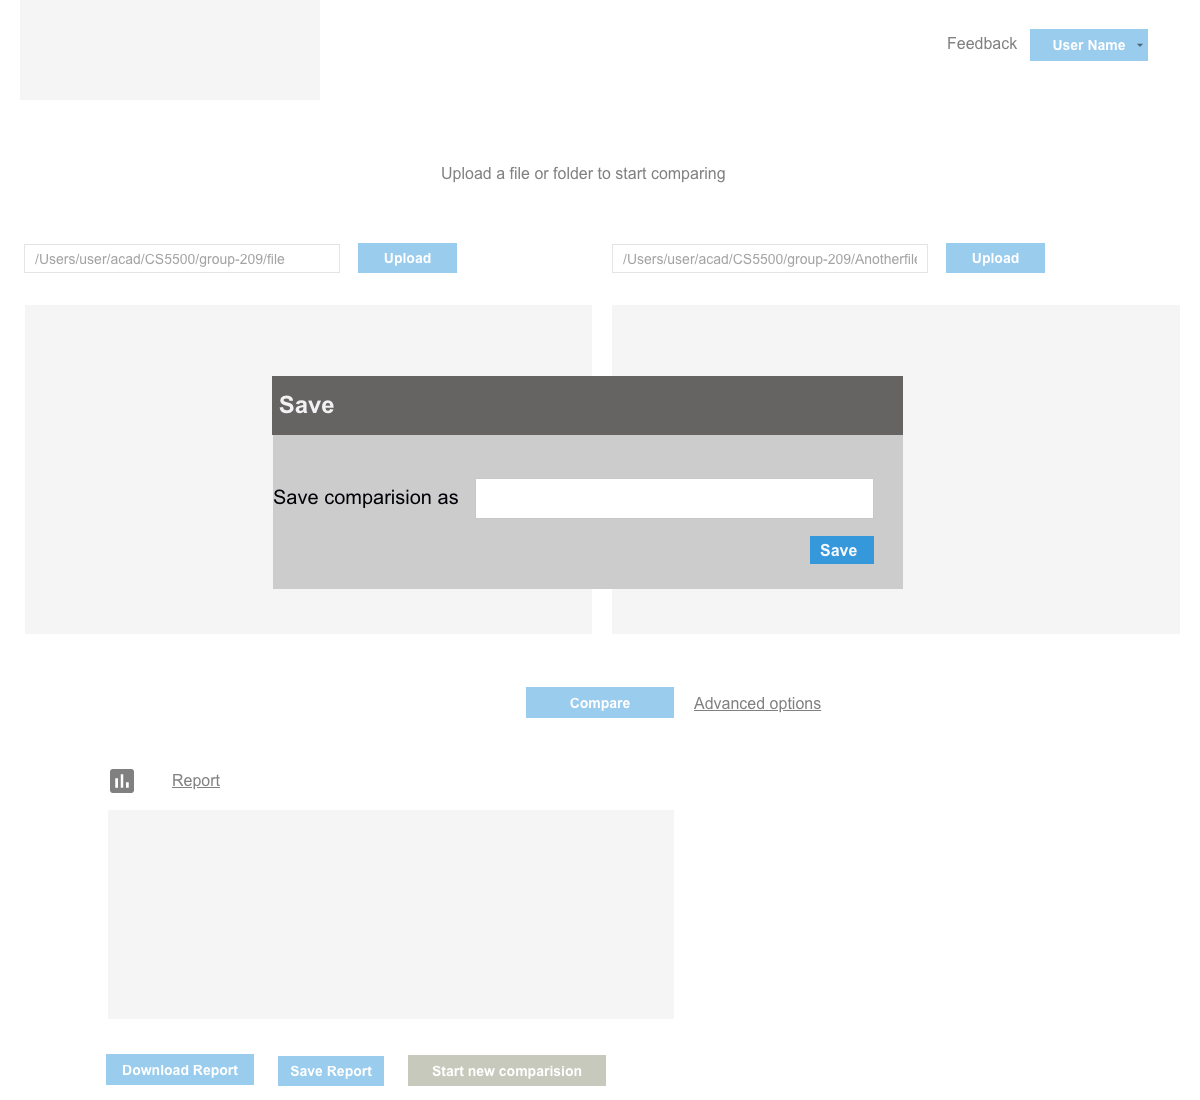 Feedback
User Name
Upload a file or folder to start comparing
/Users/user/acad/CS5500/group-209/file
Upload
/Users/user/acad/CS5500/group-209/Anotherfile
Upload
Save
Save comparision as
Save
Compare
Advanced options
Report
Download Report
Save Report
Start new comparision